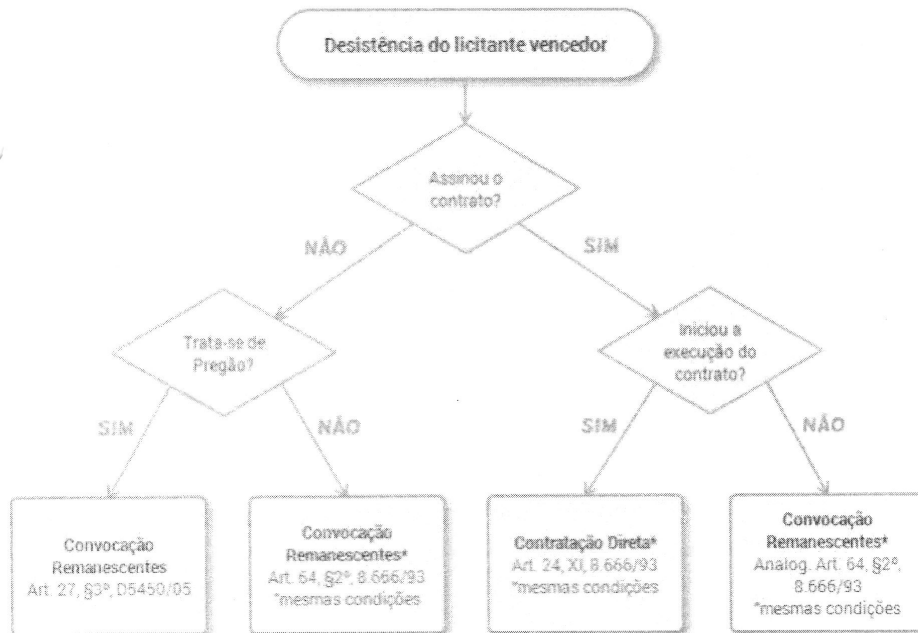 Desistência do licitante vencedor
Assinou o
contrato?
NÃO
SIM
Trata-se de
Pregão?
Iniciou a
execução do
contrato?
SIM
NÃO
SIM
NÃO
Convocação
Remanescentes
Art. 27, §3º, D5450/05
Convocação
Remanescentes*
Art. 64, §2º, 8.666/93
*mesmas condições
Contratação Direta*
Art. 24, XI, 8.666/93
*mesmas condições
Convocação
Remanescentes*
Analog. Art. 64, §2º,
8.666/93
*mesmas condições